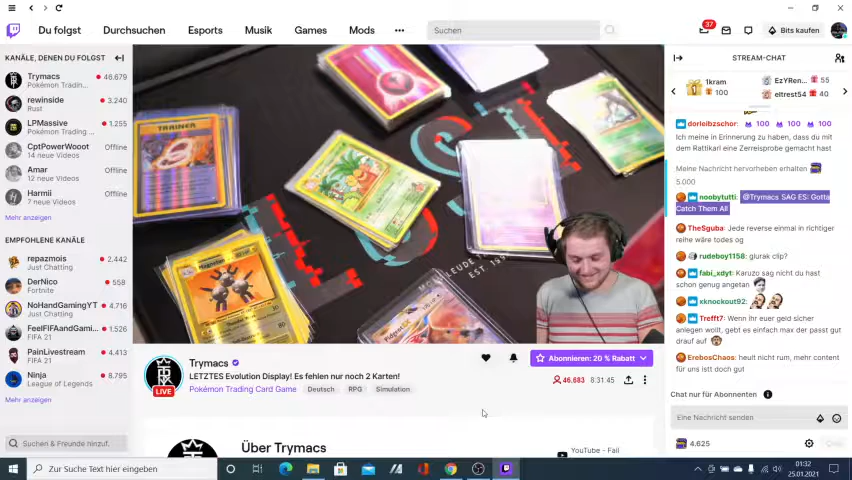 Du folgst
Durchsuchen
Esports
Musik
Games
Mods
Suchen
37
Bits kaufen
KANÄLE, DENEN DU FOLGST
Trymacs
46.679
Pokémon Tradin...
rewinside
3.240
Rust
LPMassive
1.255
Pokémon Trading ...
CptPowerWooot
Offline
14 neue Videos
Amar
Offline
12 neue Videos
Harmii
Offline
7 neue Videos
Mehr anzeigen
EMPFOHLENE KANÄLE
repazmois
2.442
Just Chatting
DerNico
558
Fortnite
NoHandGamingYT
4.716
Just Chatting
FeelFIFAandGami...
1.526
FIFA 21
PainLivestream
4.413
FIFA 21
Ninja
8.795
League of Legends
Mehr anzeigen
Suchen & Freunde hinzuf.
TRAINER
Magneton
EST. 1
LIVE
Trymacs
LETZTES Evolution Display! Es fehlen nur noch 2 Karten!
Pokémon Trading Card Game
Deutsch
RPG
Simulation
Abonnieren: 20 % Rabatt
46.683
8:31:45
Über Trymacs
YouTube - Fail
STREAM-CHAT
1kram
100
EzYREN...
55
eltrest54
40
dorleibzschor:
100
100
100
Ich meine in Erinnerung zu haben, dass du mit
dem Rattikarl eine Zerreisprobe gemacht hast
Meine Nachricht hervorheben erhalten
5.000
noobytutti:
@Trymacs SAG ES! Gotta
Catch Them All
TheSguba:
Jede reverse einmal in richtiger
reihe wäre todes og
rudeboy1158:
glurak clip?
fabi_xdyt:
Karuzo sag nicht du hast
schon genug angetan
xknockout92:
Trefft7:
Wenn ihr euer geld sicher
anlegen wollt, gebt es einfach max der passt gut
drauf auf
ErebosChaos:
heult nicht rum, mehr content
für uns istt doch gut!
Chat nur für Abonnenten
Eine Nachricht senden
4.625
Zur Suche Text hier eingeben
01:32
25.01.2021